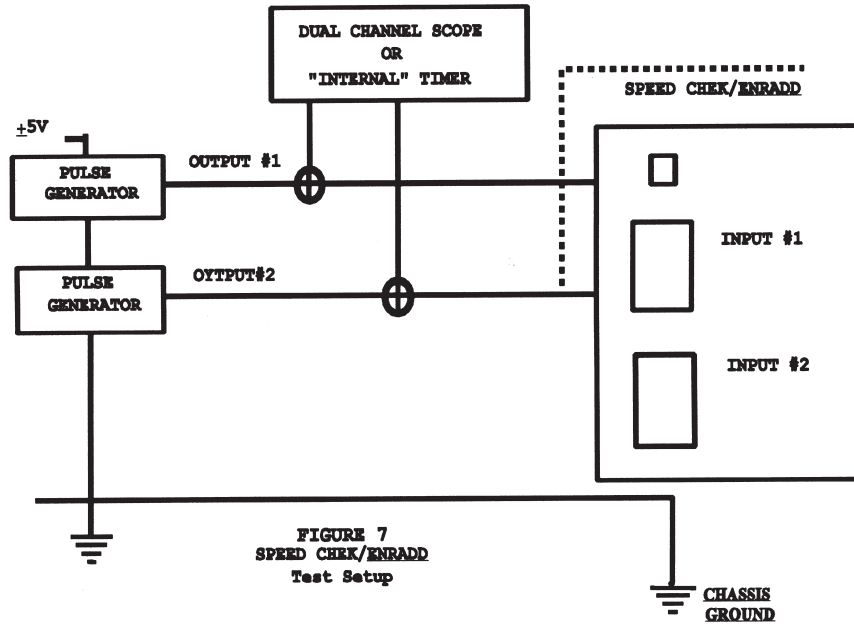 DUAL CHANNEL SCOPE
OR
"INTERNAL" TIMER
SPEED CHEK/ENRADD
+5V
PULSE
GENERATOR
OUTPUT #1
INPUT #1
PULSE
GENERATOR
OYTPUT#2
INPUT #2
FIGURE 7
SPEED CHEK/ENRADD
Test Setup
CHASSIS
GROUND